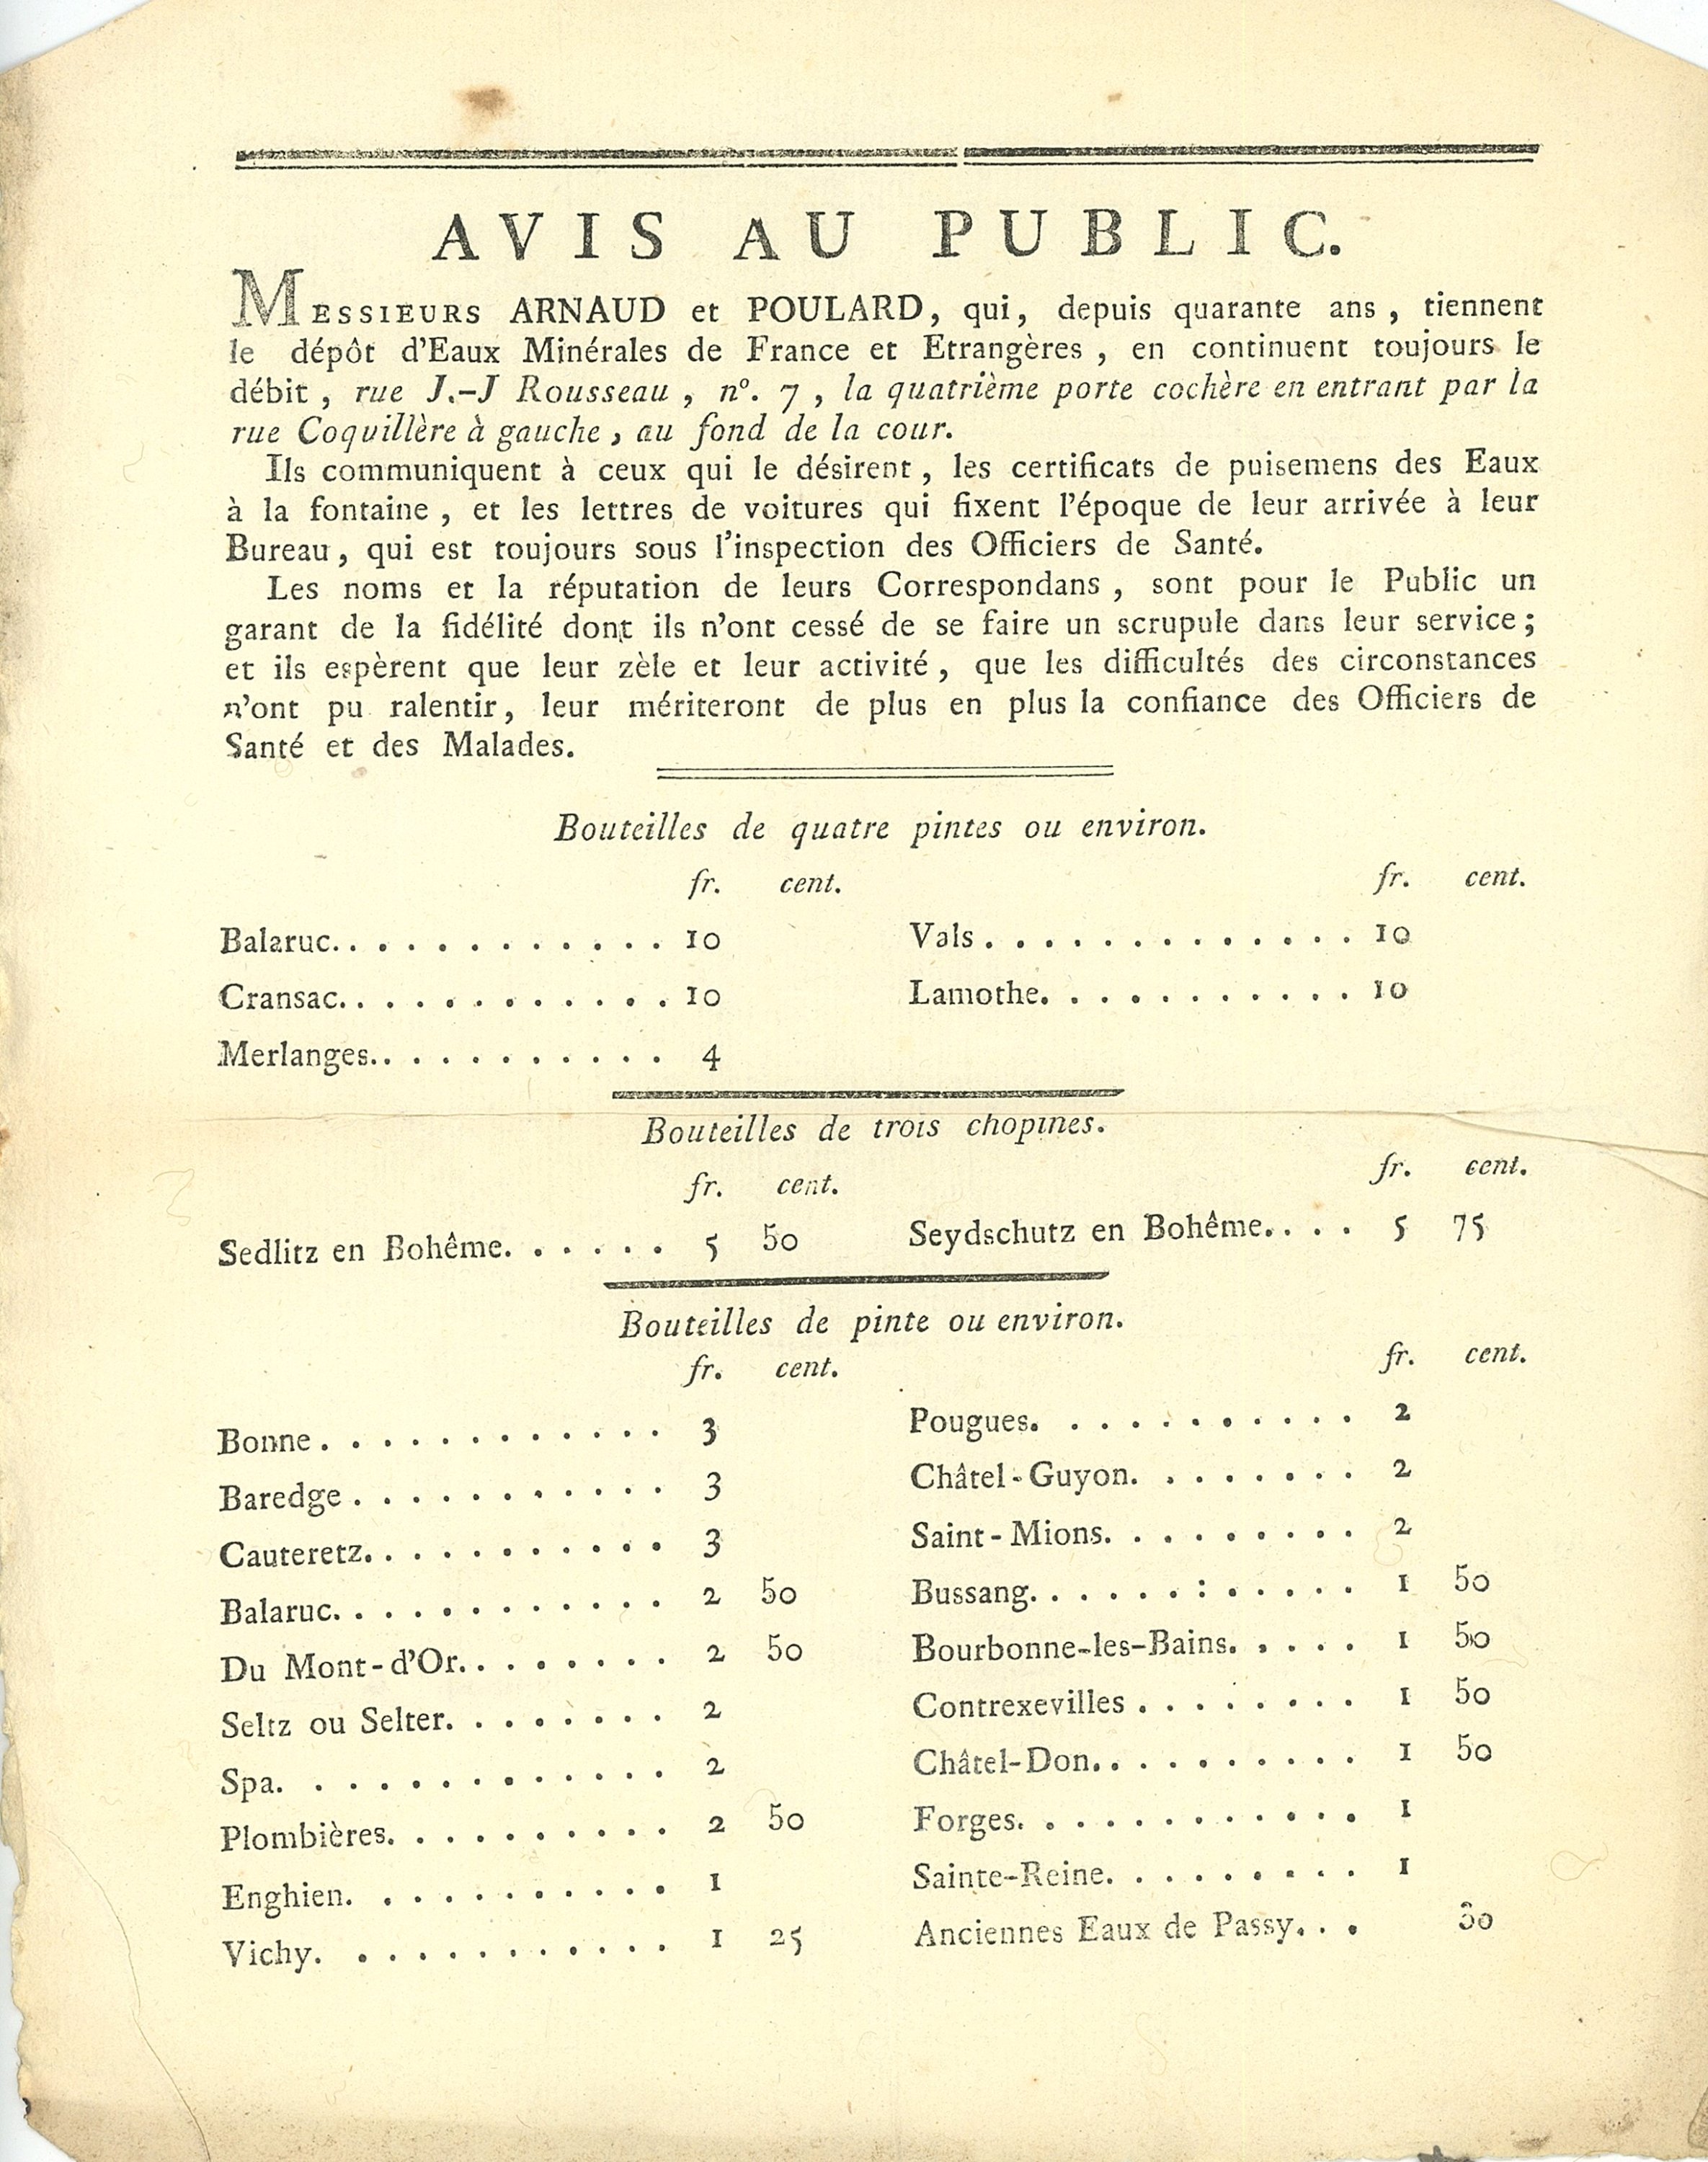 AVIS AU PUBLIC.
MESSIEURS ARNAUD et POULARD, qui, depuis quarante ans, tiennent
le dépôt d'Eaux Minérales de France et Etrangères, en continuent toujours le
débit, rue J.-J Rousseau, n°. 7, la quatrième porte cochère en entrant par la
rue Coquillère à gauche, au fond de la cour.
Ils communiquent à ceux qui le désirent, les certificats de puisemens des Eaux
à la fontaine, et les lettres de voitures qui fixent l'époque de leur arrivée à leur
Bureau, qui est toujours sous l'inspection des Officiers de Santé.
Les noms et la réputation de leurs Correspondans, sont pour le Public un
garant de la fidélité dont ils n'ont cessé de se faire un scrupule dans leur service;
et ils espèrent que leur zèle et leur activité, que les difficultés des circonstances
n'ont pu ralentir, leur mériteront de plus en plus la confiance des Officiers de
Santé et des Malades.
Bouteilles de quatre pintes ou environ.
fr. cent. fr. cent.
Balaruc. . . . . . . . . . . . 10 Vals . . . . . . . . . . . . . 10
Cransac. . . . . . . . . . . . 10 Lamothe. . . . . . . . . . . 10
Merlanges. . . . . . . . . . . 4
Bouteilles de trois chopines.
fr. cent. fr. cent.
Sedlitz en Bohême. . . . . . 5 50 Seydschutz en Bohême. . . . 5 75
Bouteilles de pinte ou environ.
fr. cent. fr. cent.
Bonne . . . . . . . . . . . . 3 Pougues. . . . . . . . . . . 2
Baredge . . . . . . . . . . . 3 Châtel-Guyon. . . . . . . . 2
Cauteretz. . . . . . . . . . . 3 Saint-Mions. . . . . . . . . 2
Balaruc. . . . . . . . . . . . 2 50 Bussang. . . . . . : . . . . . 1 50
Du Mont-d'Or. . . . . . . . 2 50 Bourbonne-les-Bains. . . . . 1 50
Seltz ou Selter. . . . . . . . 2 Contrexevilles . . . . . . . . 1 50
Spa. . . . . . . . . . . . . 2 Châtel-Don. . . . . . . . . . 1 50
Plombières. . . . . . . . . . 2 50 Forges. . . . . . . . . . . . 1
Enghien. . . . . . . . . . . 1 Sainte-Reine. . . . . . . . . 1
Vichy. . . . . . . . . . . . 1 25 Anciennes Eaux de Passy. . .